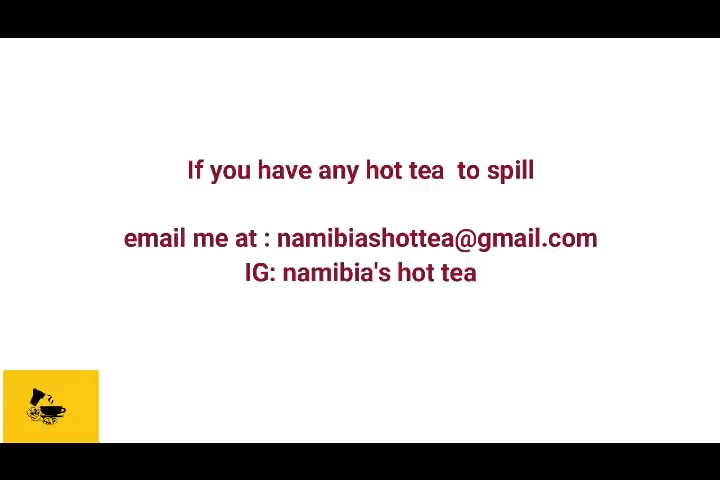 If you have any hot tea  to spill
email me at : namibiashottea@gmail.com
IG: namibia's hot tea